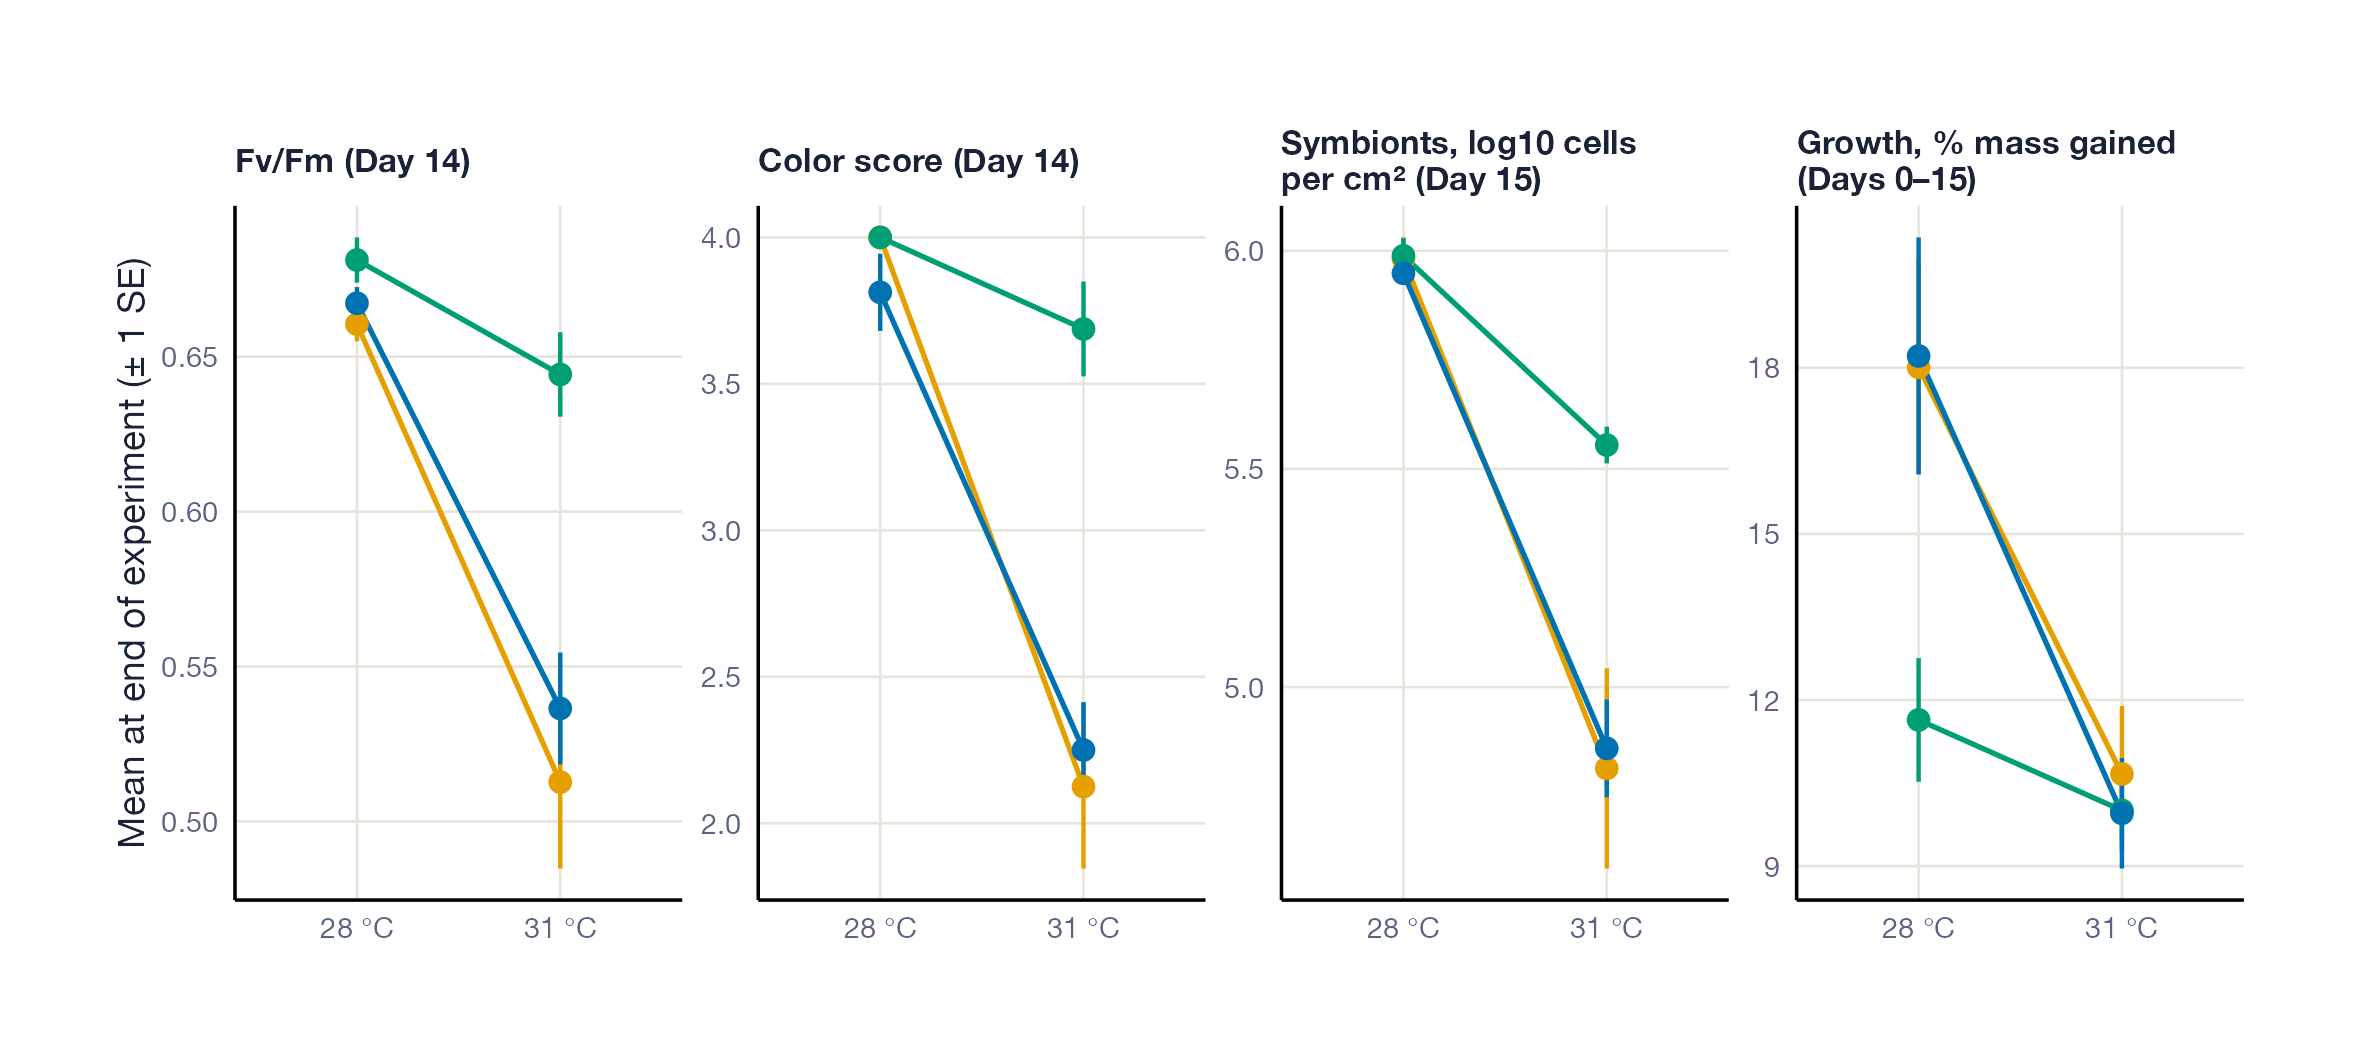 Fv/Fm (Day 14)
Color score (Day 14)
Symbionts, log10 cells
per cm² (Day 15)
Growth, % mass gained
(Days 0–15)
Mean at end of experiment (± 1 SE)
0.65
0.60
0.55
0.50
28 °C
31 °C
4.0
3.5
3.0
2.5
2.0
28 °C
31 °C
6.0
5.5
5.0
28 °C
31 °C
18
15
12
9
28 °C
31 °C